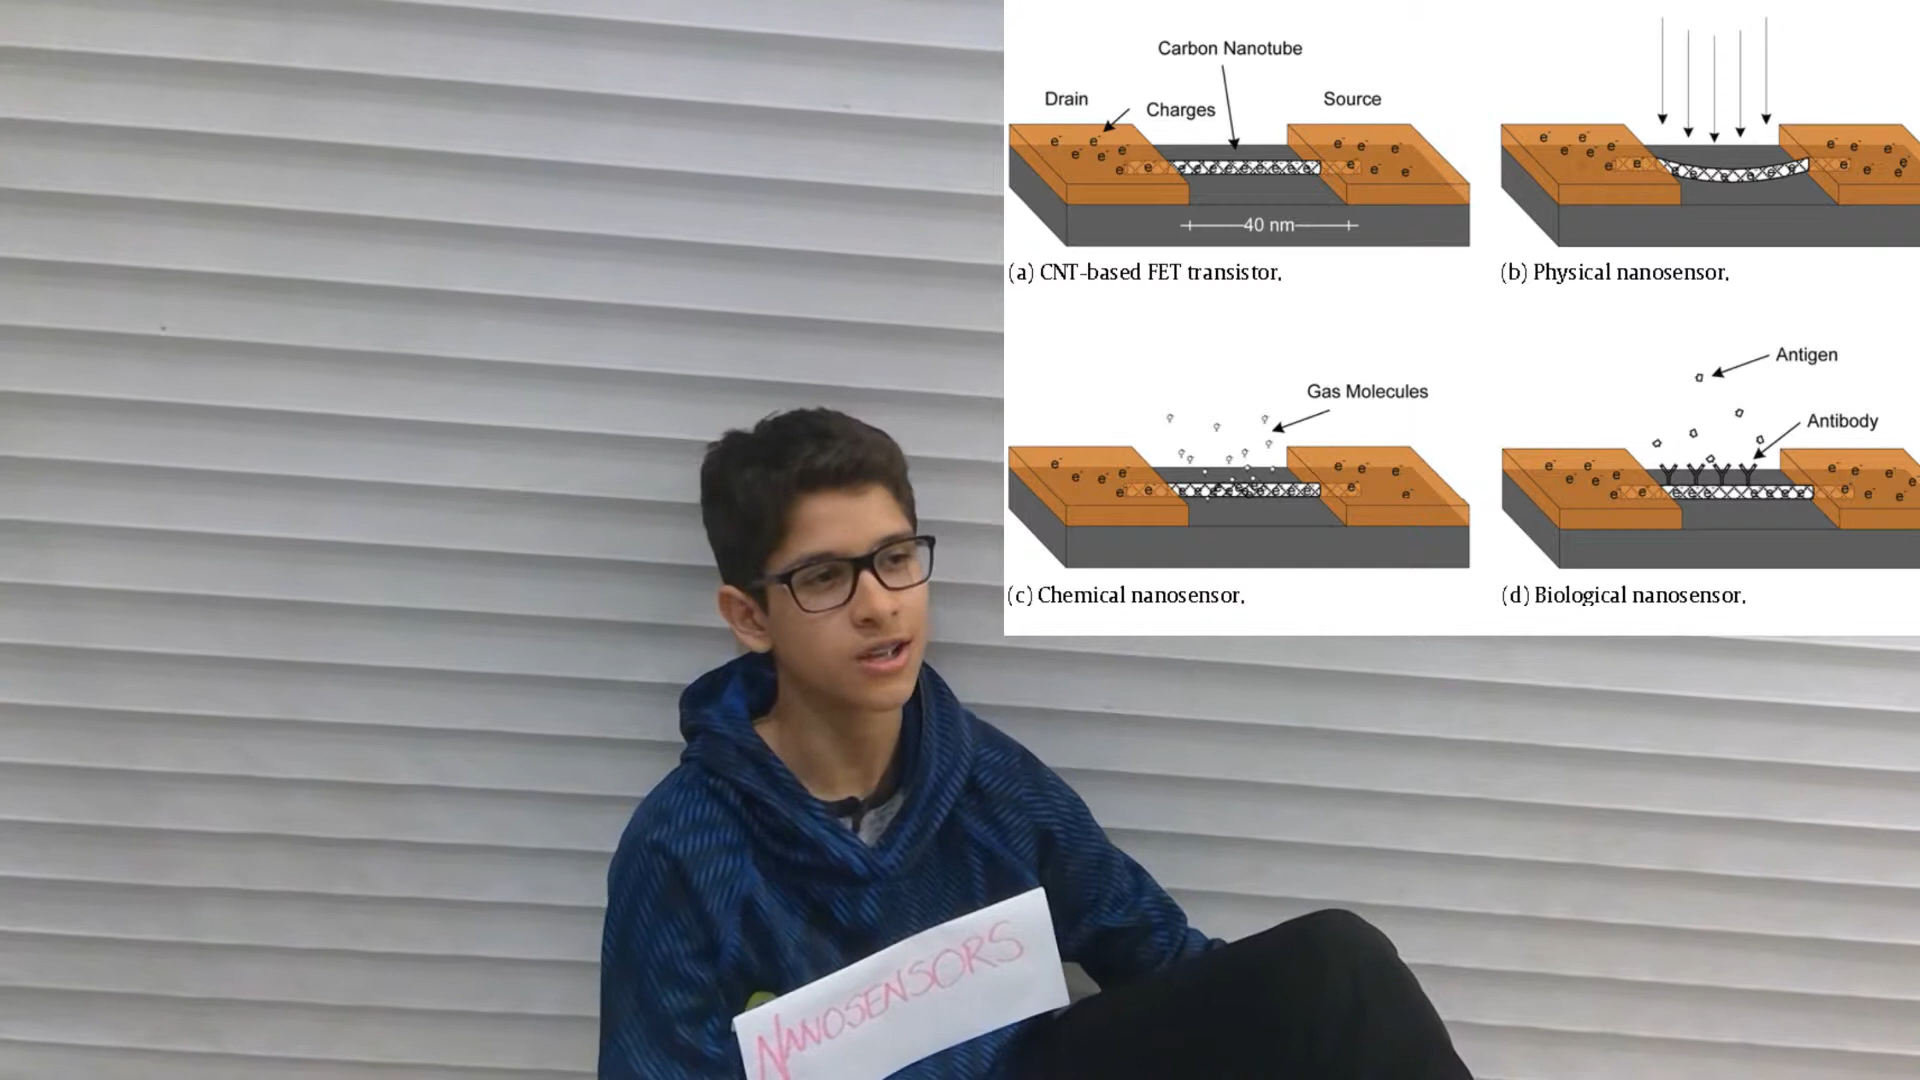 Carbon Nanotube
Drain
Charges
Source
e⁻ e⁻ e⁻ e⁻ e⁻ e⁻
40 nm
(a) CNT-based FET transistor.
(b) Physical nanosensor.
Gas Molecules
(c) Chemical nanosensor.
Antigen
Antibody
(d) Biological nanosensor.
NANOSENSORS